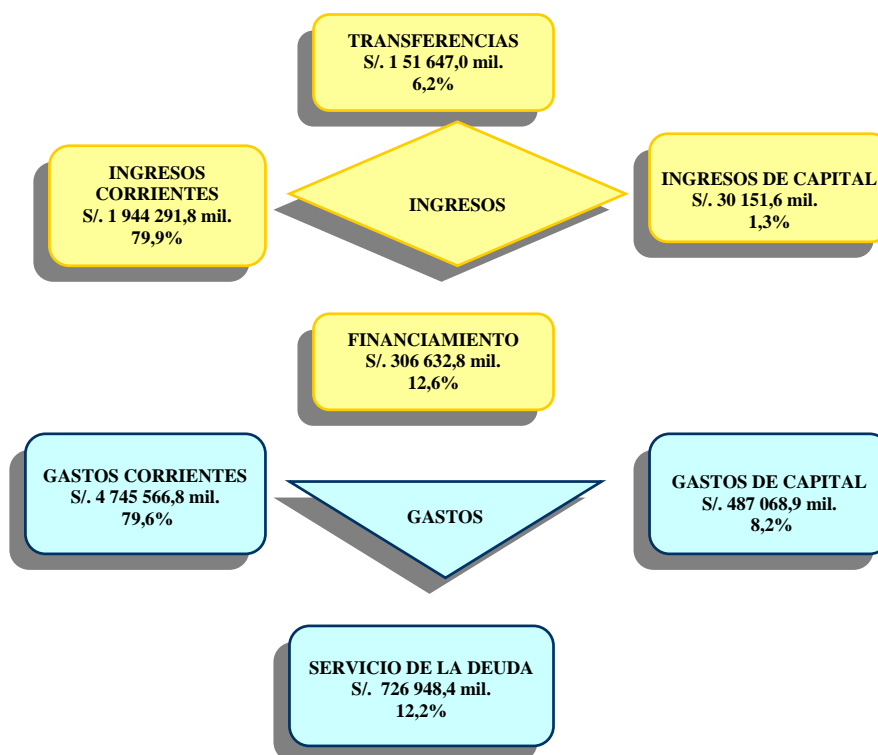 TRANSFERENCIAS
S/. 1 51 647,0 mil.
6,2%
INGRESOS
CORRIENTES
S/. 1 944 291,8 mil.
79,9%
INGRESOS
INGRESOS DE CAPITAL
S/. 30 151,6 mil.
1,3%
FINANCIAMIENTO
S/. 306 632,8 mil.
12,6%
GASTOS CORRIENTES
S/. 4 745 566,8 mil.
79,6%
GASTOS
GASTOS DE CAPITAL
S/. 487 068,9 mil.
8,2%
SERVICIO DE LA DEUDA
S/. 726 948,4 mil.
12,2%